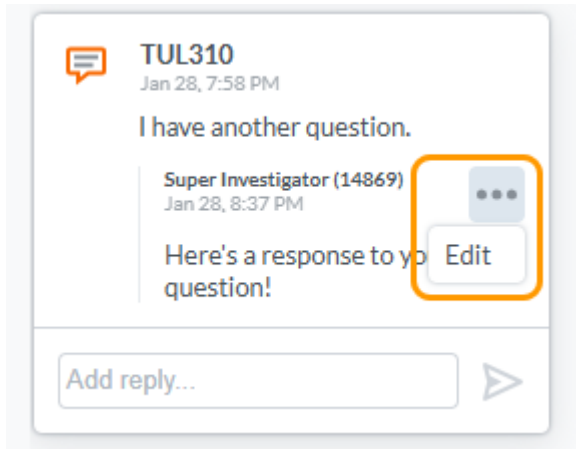 TUL310
Jan 28, 7:58 PM
I have another question.
Super Investigator (14869)
Jan 28, 8:37 PM
Here's a response to yo
Edit
question!
Add reply...